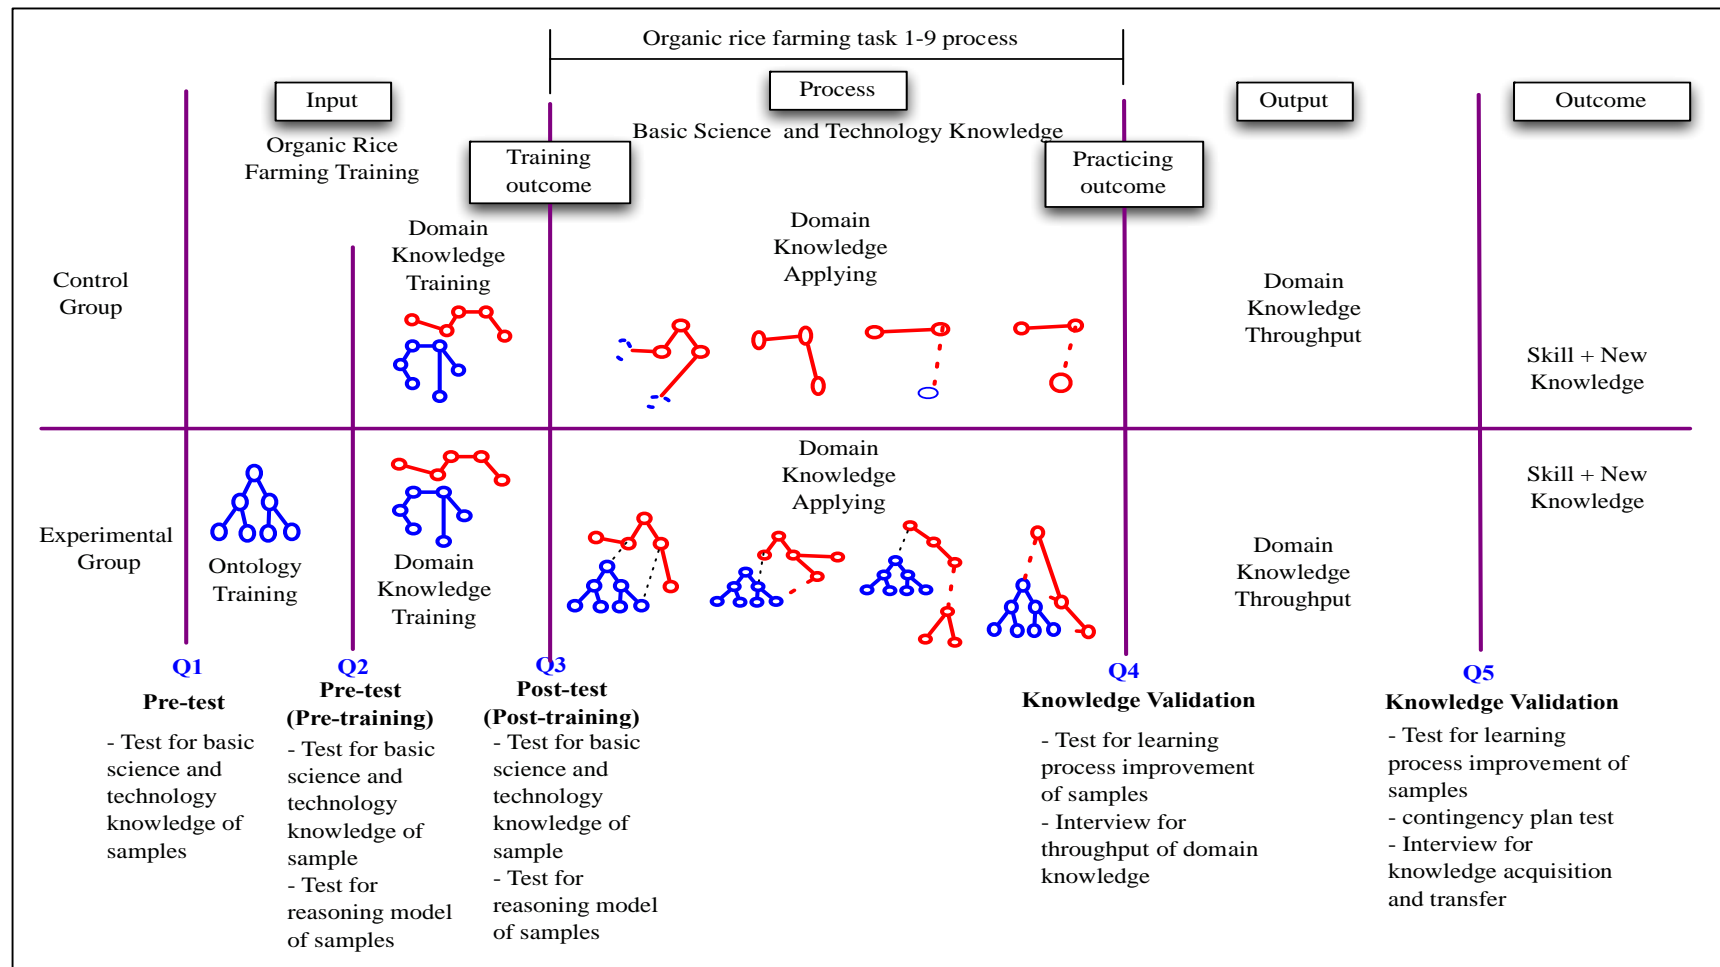 Organic rice farming task 1-9 process
Input
Process
Output
Outcome
Organic Rice
Farming Training
Basic Science and Technology Knowledge
Training
outcome
Practicing
outcome
Control
Group
Domain
Knowledge
Training
Domain
Knowledge
Applying
Domain
Knowledge
Throughput
Skill + New
Knowledge
Experimental
Group
Ontology
Training
Domain
Knowledge
Training
Domain
Knowledge
Applying
Domain
Knowledge
Throughput
Skill + New
Knowledge
Q1
Pre-test
- Test for basic
science and
technology
knowledge of
samples
Q2
Pre-test
(Pre-training)
- Test for basic
science and
technology
knowledge of
sample
- Test for
reasoning model
of samples
Q3
Post-test
(Post-training)
- Test for basic
science and
technology
knowledge of
sample
- Test for
reasoning model
of samples
Q4
Knowledge Validation
- Test for learning
process improvement
of samples
- Interview for
throughput of domain
knowledge
Q5
Knowledge Validation
- Test for learning
process improvement of
samples
- contingency plan test
- Interview for
knowledge acquisition
and transfer